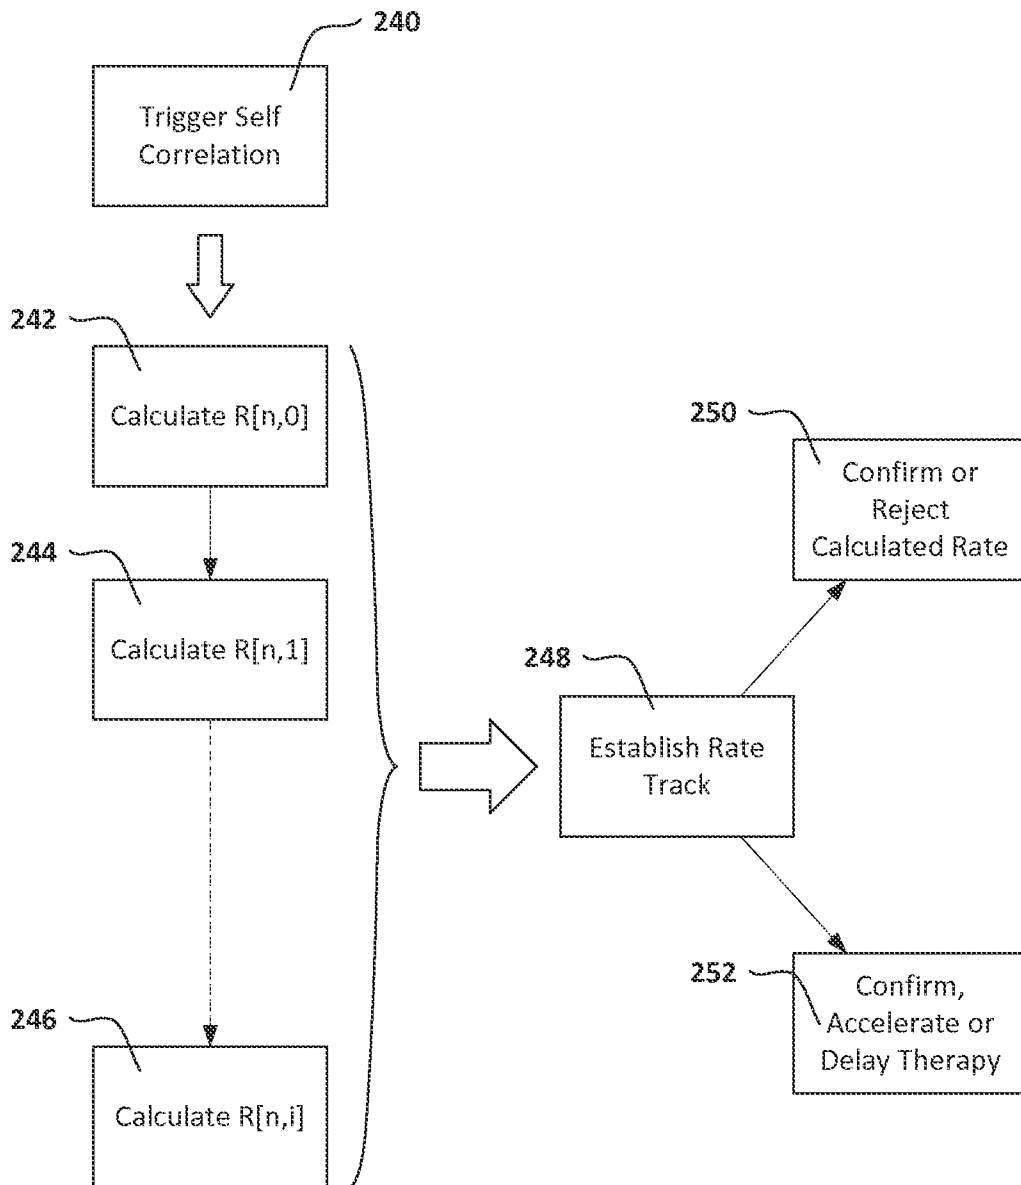 240
Trigger Self
Correlation
242
Calculate R[n,0]
244
Calculate R[n,1]
246
Calculate R[n,i]
248
Establish Rate
Track
250
Confirm or
Reject
Calculated Rate
252
Confirm,
Accelerate or
Delay Therapy